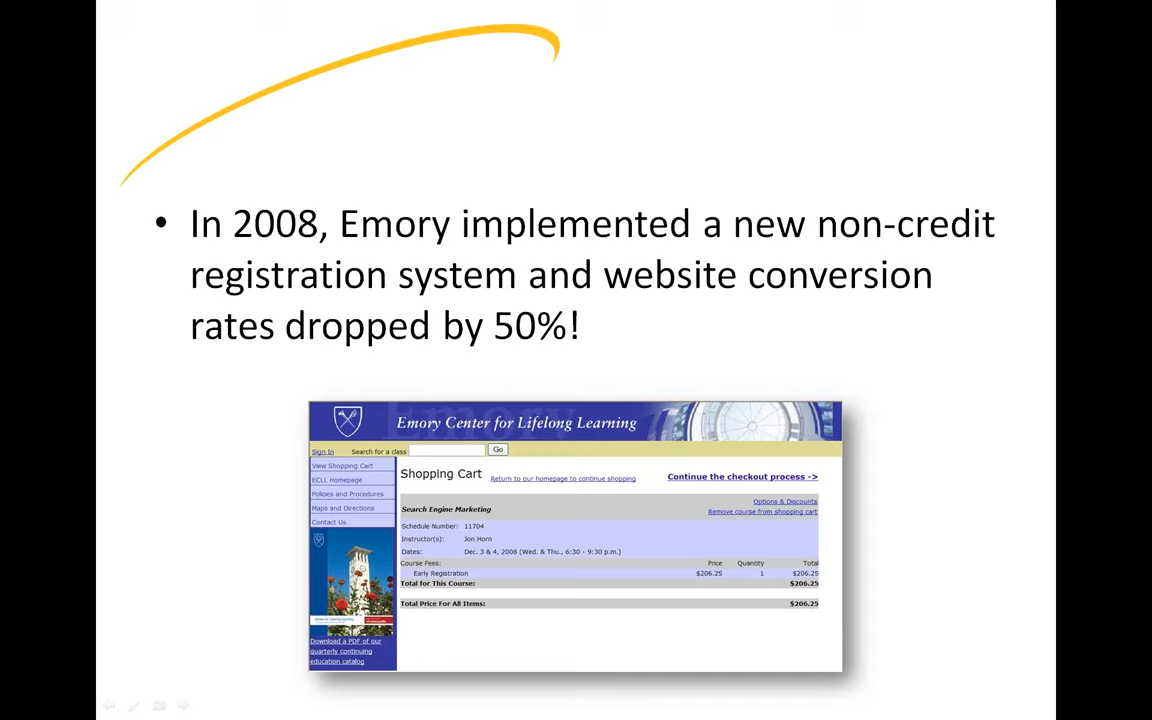 • In 2008, Emory implemented a new non-credit
registration system and website conversion
rates dropped by 50%!
Emory Center for Lifelong Learning
Sign In Search for a class Go
View Shopping Cart
ECLL Homepage
Policies and Procedures
Maps and Directions
Contact Us
Download a PDF of our
quarterly continuing
education catalog
Shopping Cart Return to our homepage to continue shopping Continue the checkout process ->
Options & Discounts
Search Engine Marketing Remove course from shopping cart
Schedule Number: 11704
Instructor(s): Jon Horn
Dates: Dec. 3 & 4, 2008 (Wed. & Thu., 6:30 - 9:30 p.m.)
Course Fees: Price Quantity Total
Early Registration $206.25 1 $206.25
Total for This Course: $206.25
Total Price For All Items: $206.25